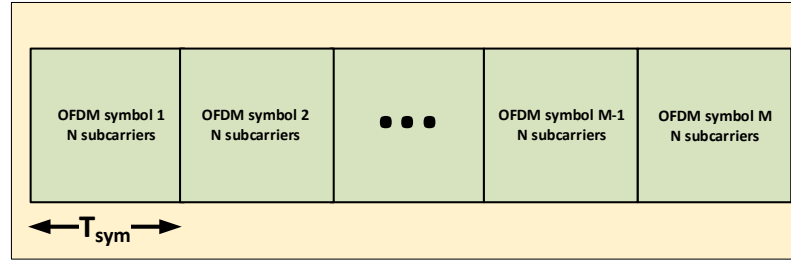 OFDM symbol 1
N subcarriers
OFDM symbol 2
N subcarriers
•••
OFDM symbol M-1
N subcarriers
OFDM symbol M
N subcarriers
Tsym